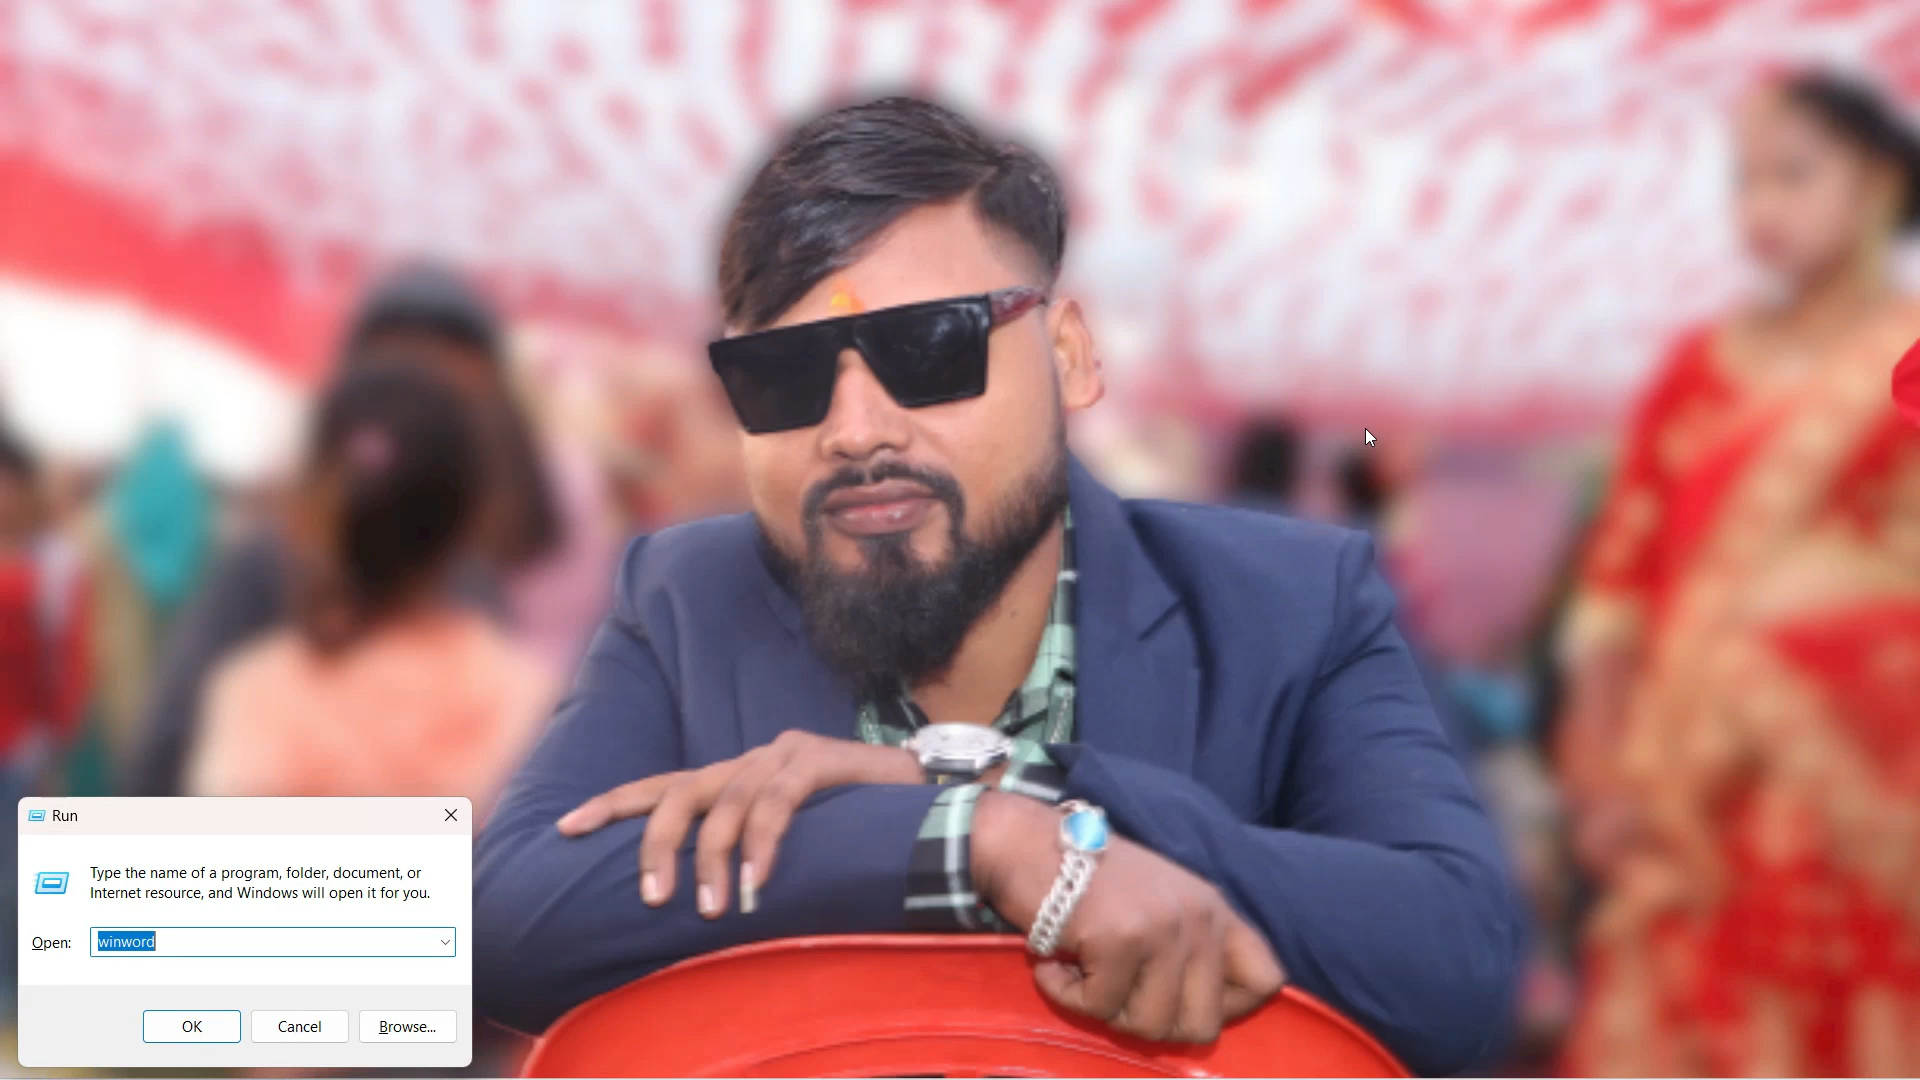 Run
Type the name of a program, folder, document, or
Internet resource, and Windows will open it for you.
Open: winword
OK Cancel Browse...